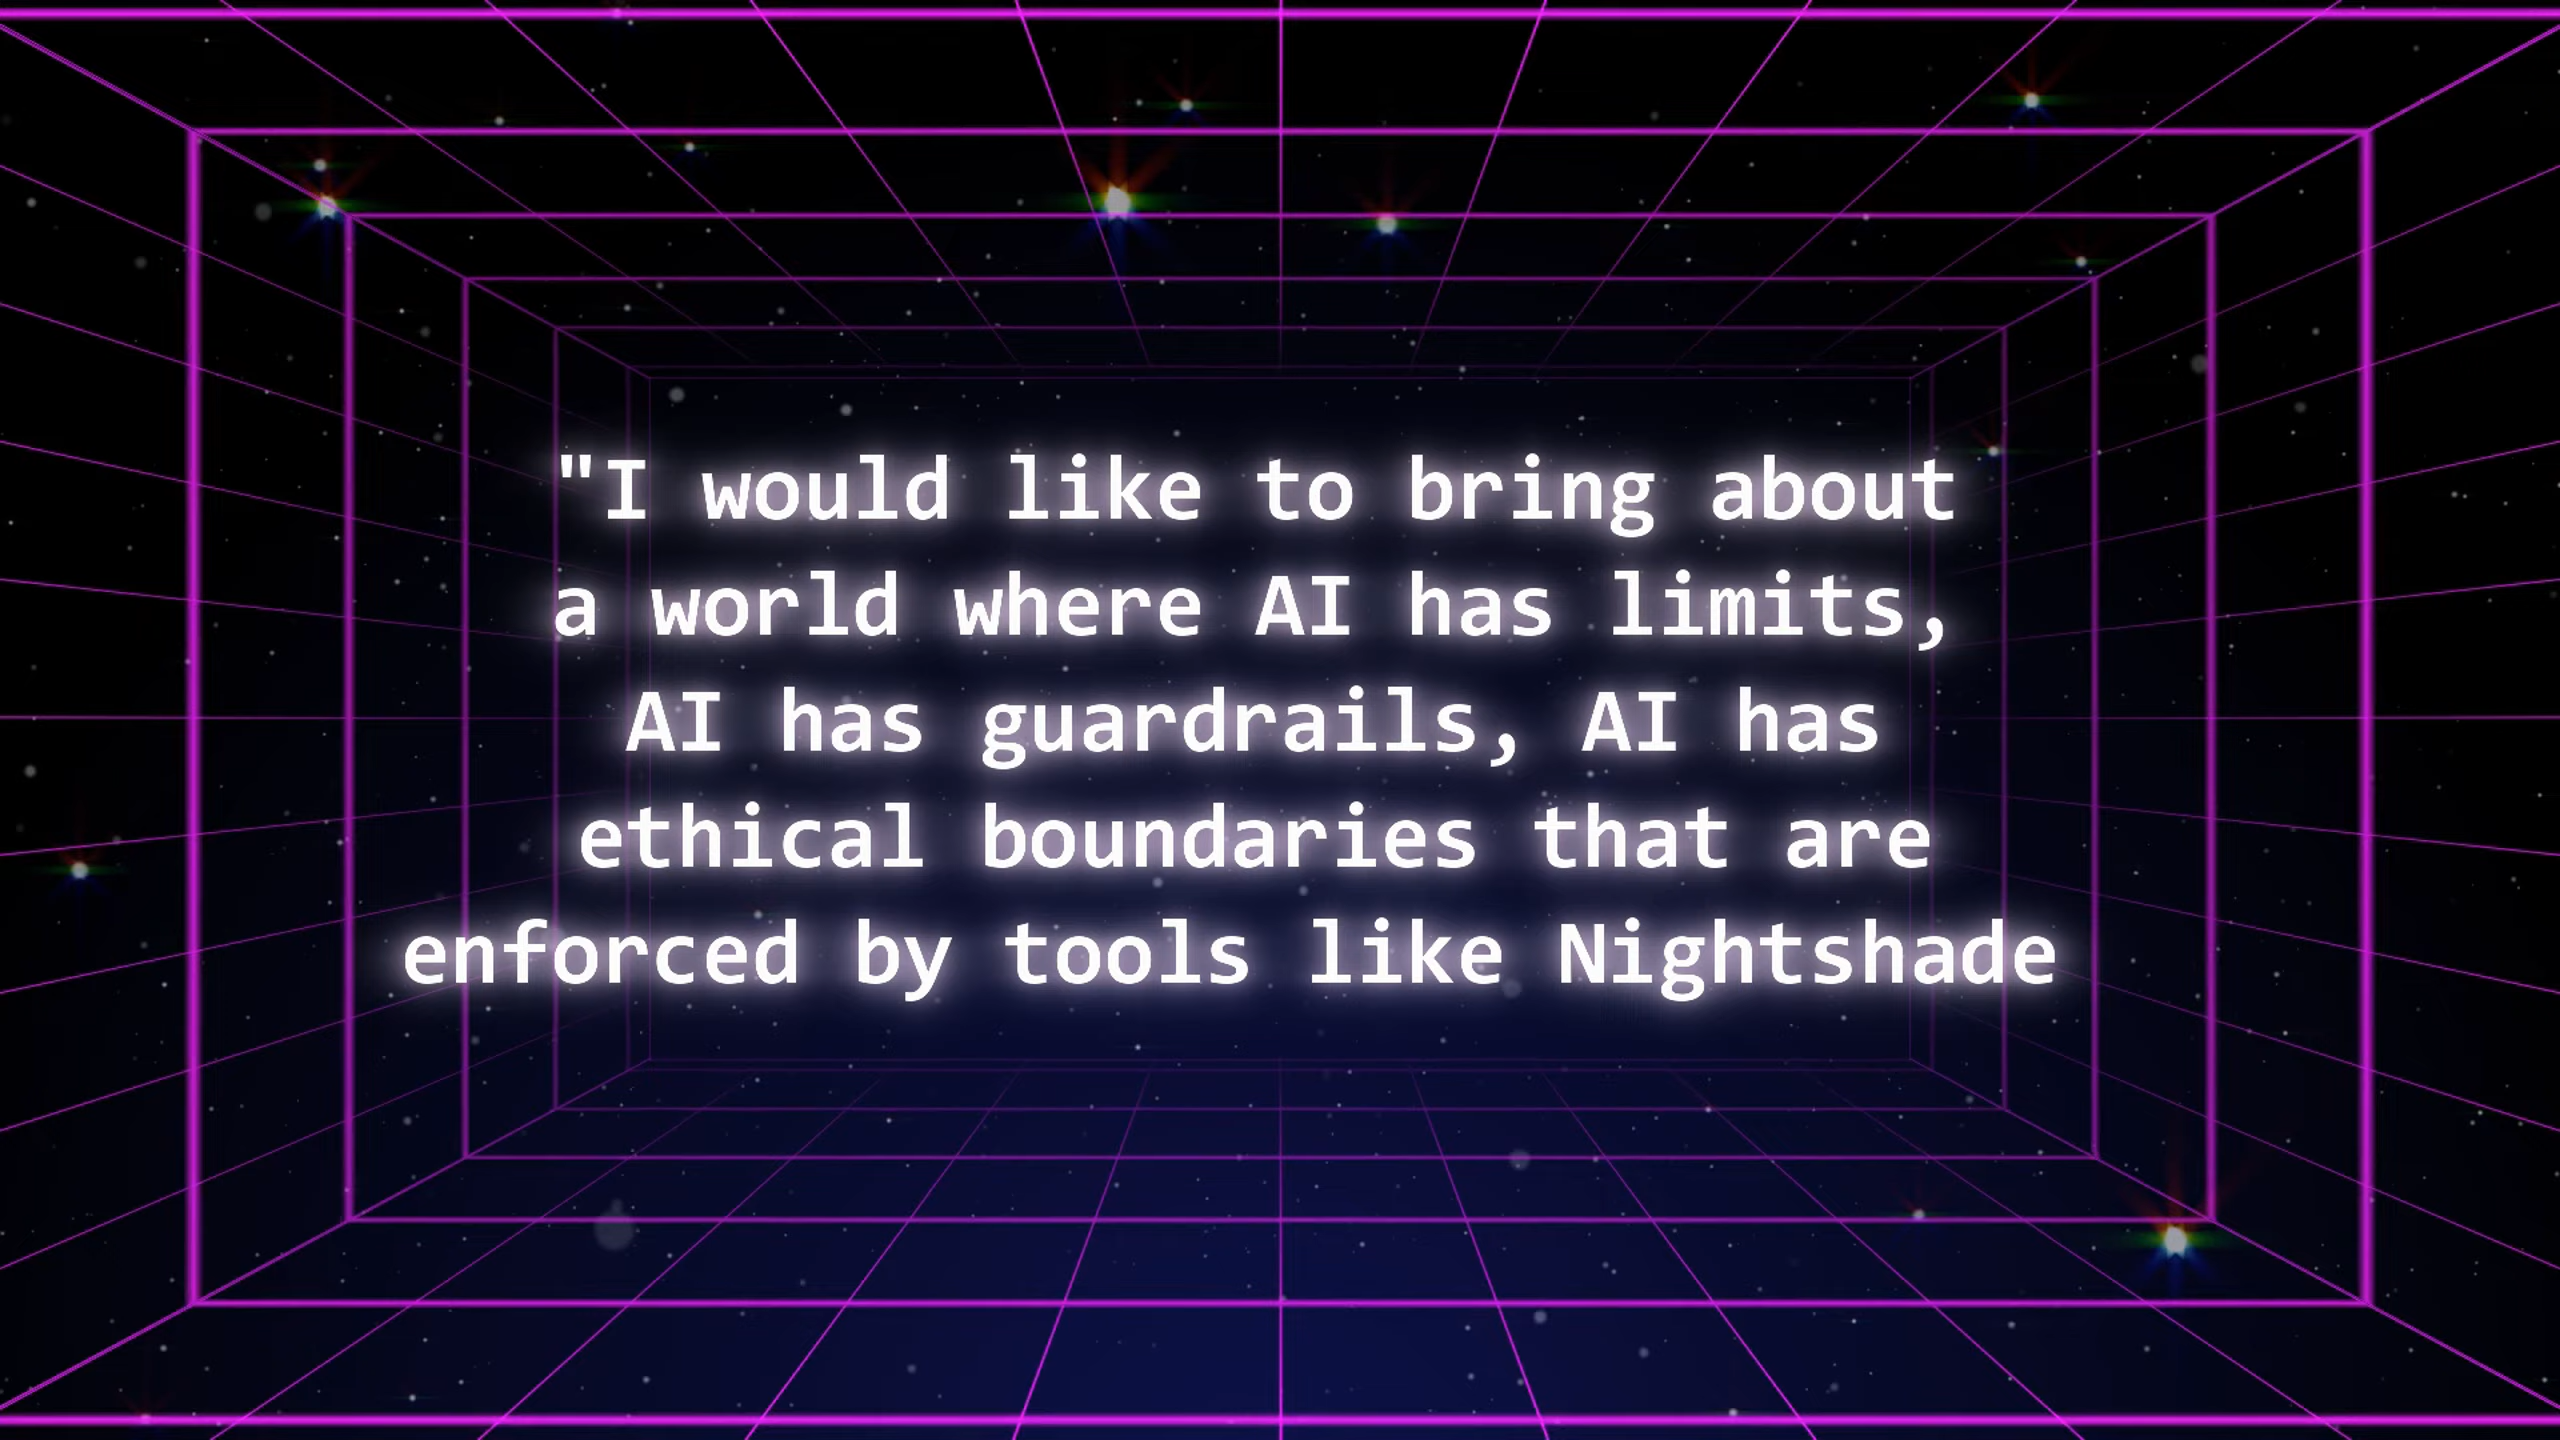 "I would like to bring about
a world where AI has limits,
AI has guardrails, AI has
ethical boundaries that are
enforced by tools like Nightshade